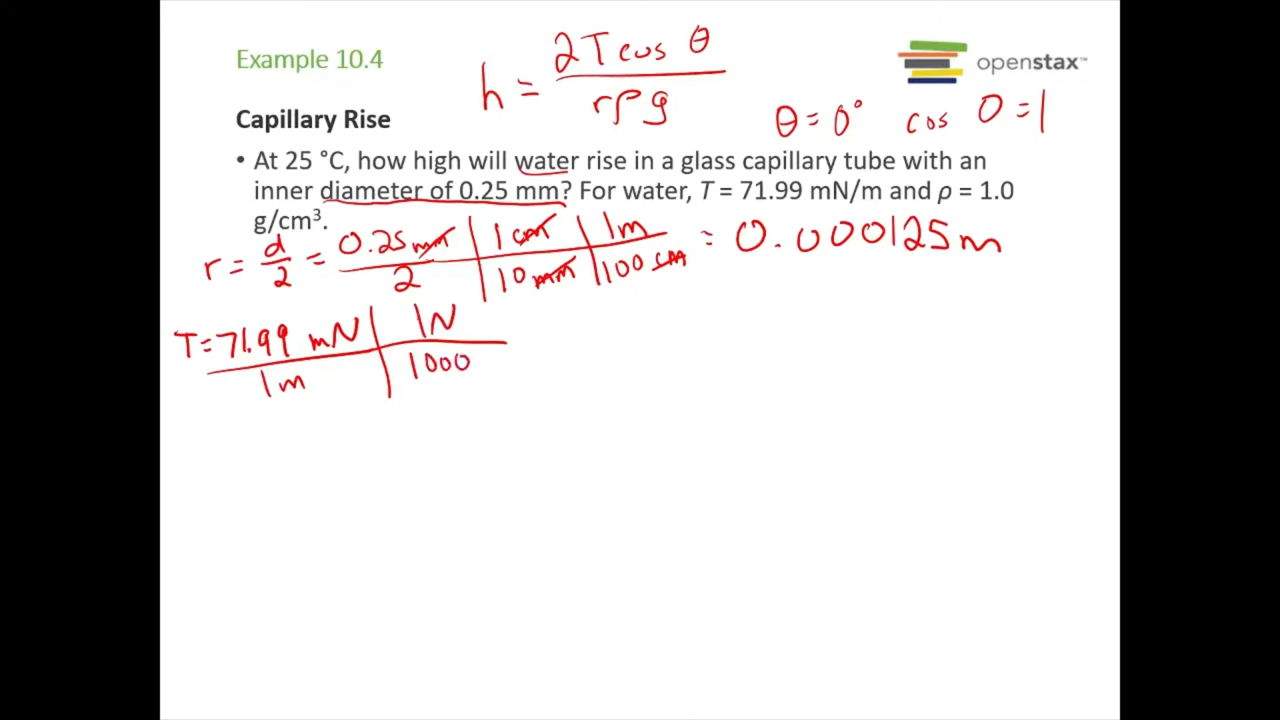 Example 10.4
h = 2T cos θ / rρg
openstax™
Capillary Rise
θ = 0° cos 0 = 1
• At 25 °C, how high will water rise in a glass capillary tube with an
inner diameter of 0.25 mm? For water, T = 71.99 mN/m and ρ = 1.0
g/cm³.
r = d/2 = 0.25 mm / 2 | 1 cm / 10 mm | 1 m / 100 cm = 0.000125 m
T = 71.99 mN / 1 m | 1 N / 1000